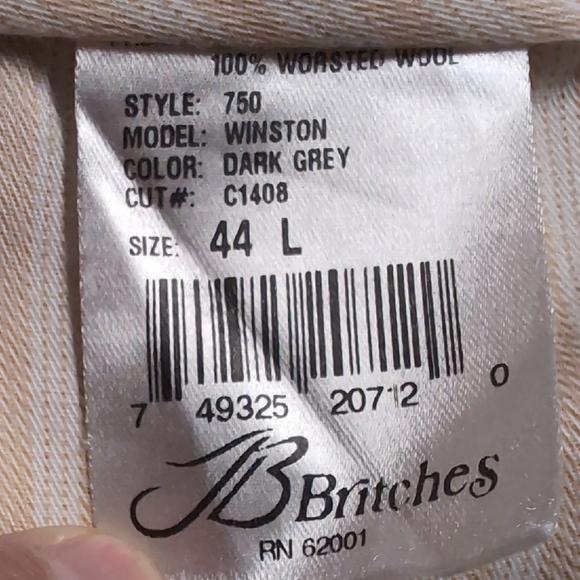 100% WORSTED WOOL
STYLE: 750
MODEL: WINSTON
COLOR: DARK GREY
CUT#: C1408
SIZE: 44 L
7 49325 20712 0
JB Britches
RN 62001